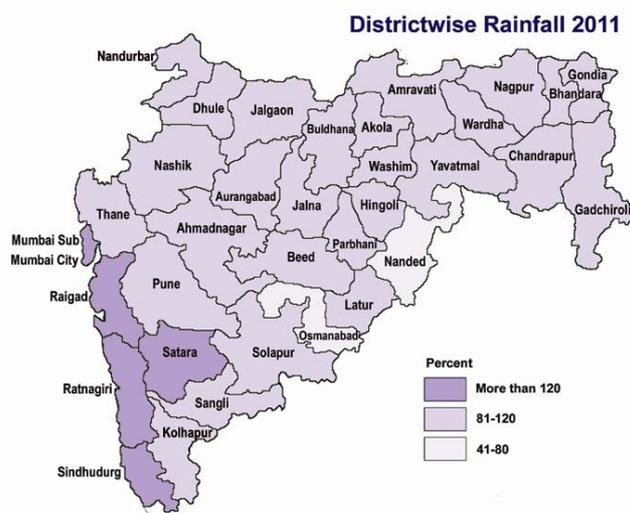 Districtwise Rainfall 2011
Nandurbar
Dhule
Jalgaon
Buldhana
Akola
Amravati
Nagpur
Wardha
Bhandara
Gondia
Nashik
Aurangabad
Jalna
Washim
Hingoli
Yavatmal
Chandrapur
Gadchiroli
Thane
Ahmadnagar
Beed
Parbhani
Nanded
Mumbai Sub
Mumbai City
Raigad
Pune
Latur
Osmanabad
Satara
Solapur
Ratnagiri
Sangli
Kolhapur
Sindhudurg
Percent
More than 120
81-120
41-80